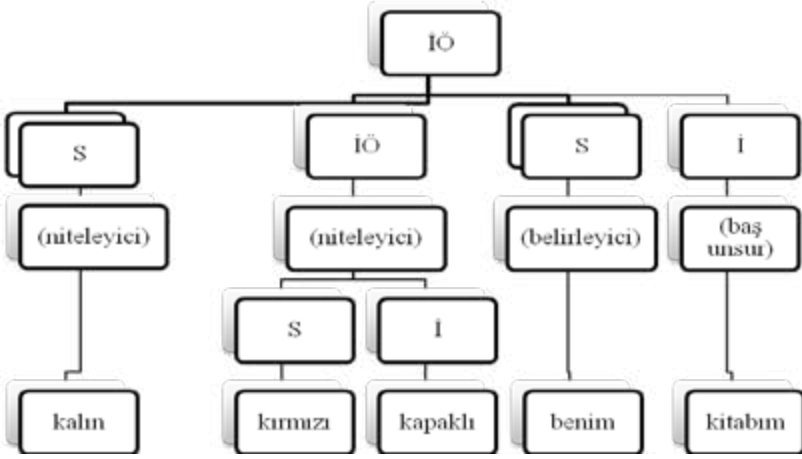 İÖ
S
İÖ
S
İ
(niteleyici)
(niteleyici)
(belirleyici)
(baş
unsur)
S
İ
kalın
kırmızı
kapaklı
benim
kitabım